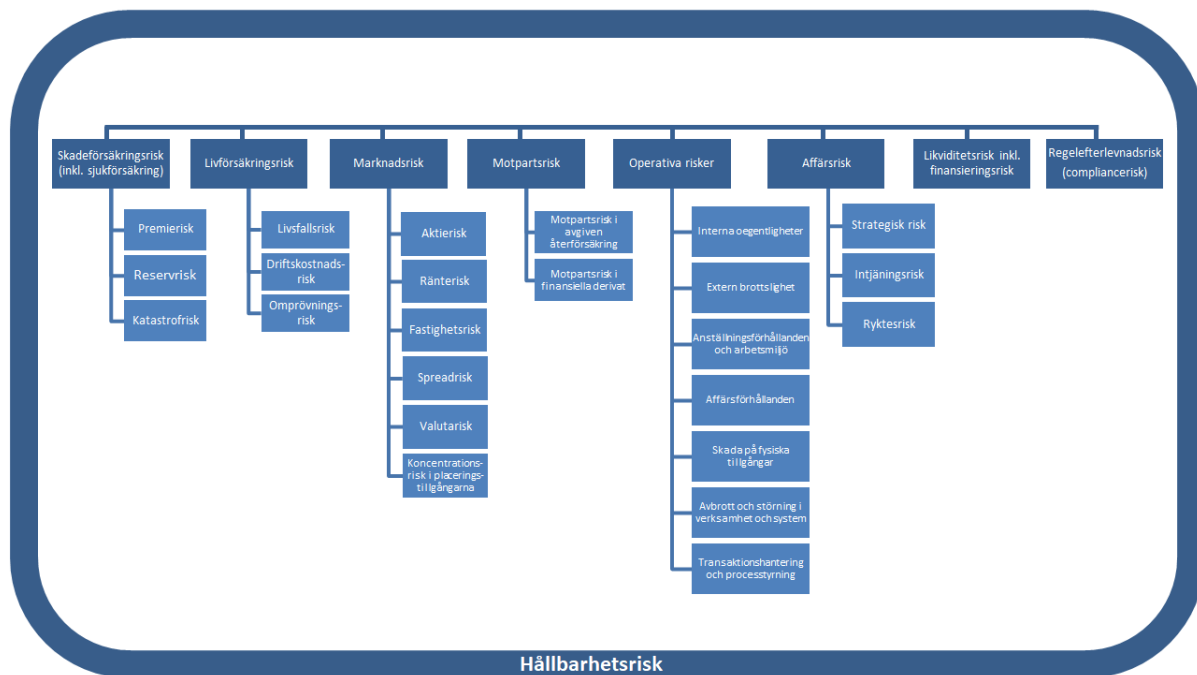 Skadeförsäkringsrisk
(inkl. sjukförsäkring)
Premierisk
Reservrisk
Katastrofrisk
Livförsäkringsrisk
Livsfallsrisk
Driftskostnads-
risk
Omprövnings-
risk
Marknadsrisk
Aktierisk
Ränterisk
Fastighetsrisk
Spreadrisk
Valutarisk
Koncentrations-
risk i placerings-
tillgångarna
Motpartsrisk
Motpartsrisk i
avgiven
återförsäkring
Motpartsrisk i
finansiella derivat
Operativa risker
Interna oegentligheter
Extern brottslighet
Anställningsförhållanden
och arbetsmiljö
Affärsförhållanden
Skada på fysiska
tillgångar
Avbrott och störning i
verksamhet och system
Transaktionshantering
och processtyrning
Affärsrisk
Strategisk risk
Intjäningsrisk
Ryktesrisk
Likviditetsrisk inkl.
finansieringsrisk
Regelefterlevnadsrisk
(compliancerisk)
Hållbarhetsrisk